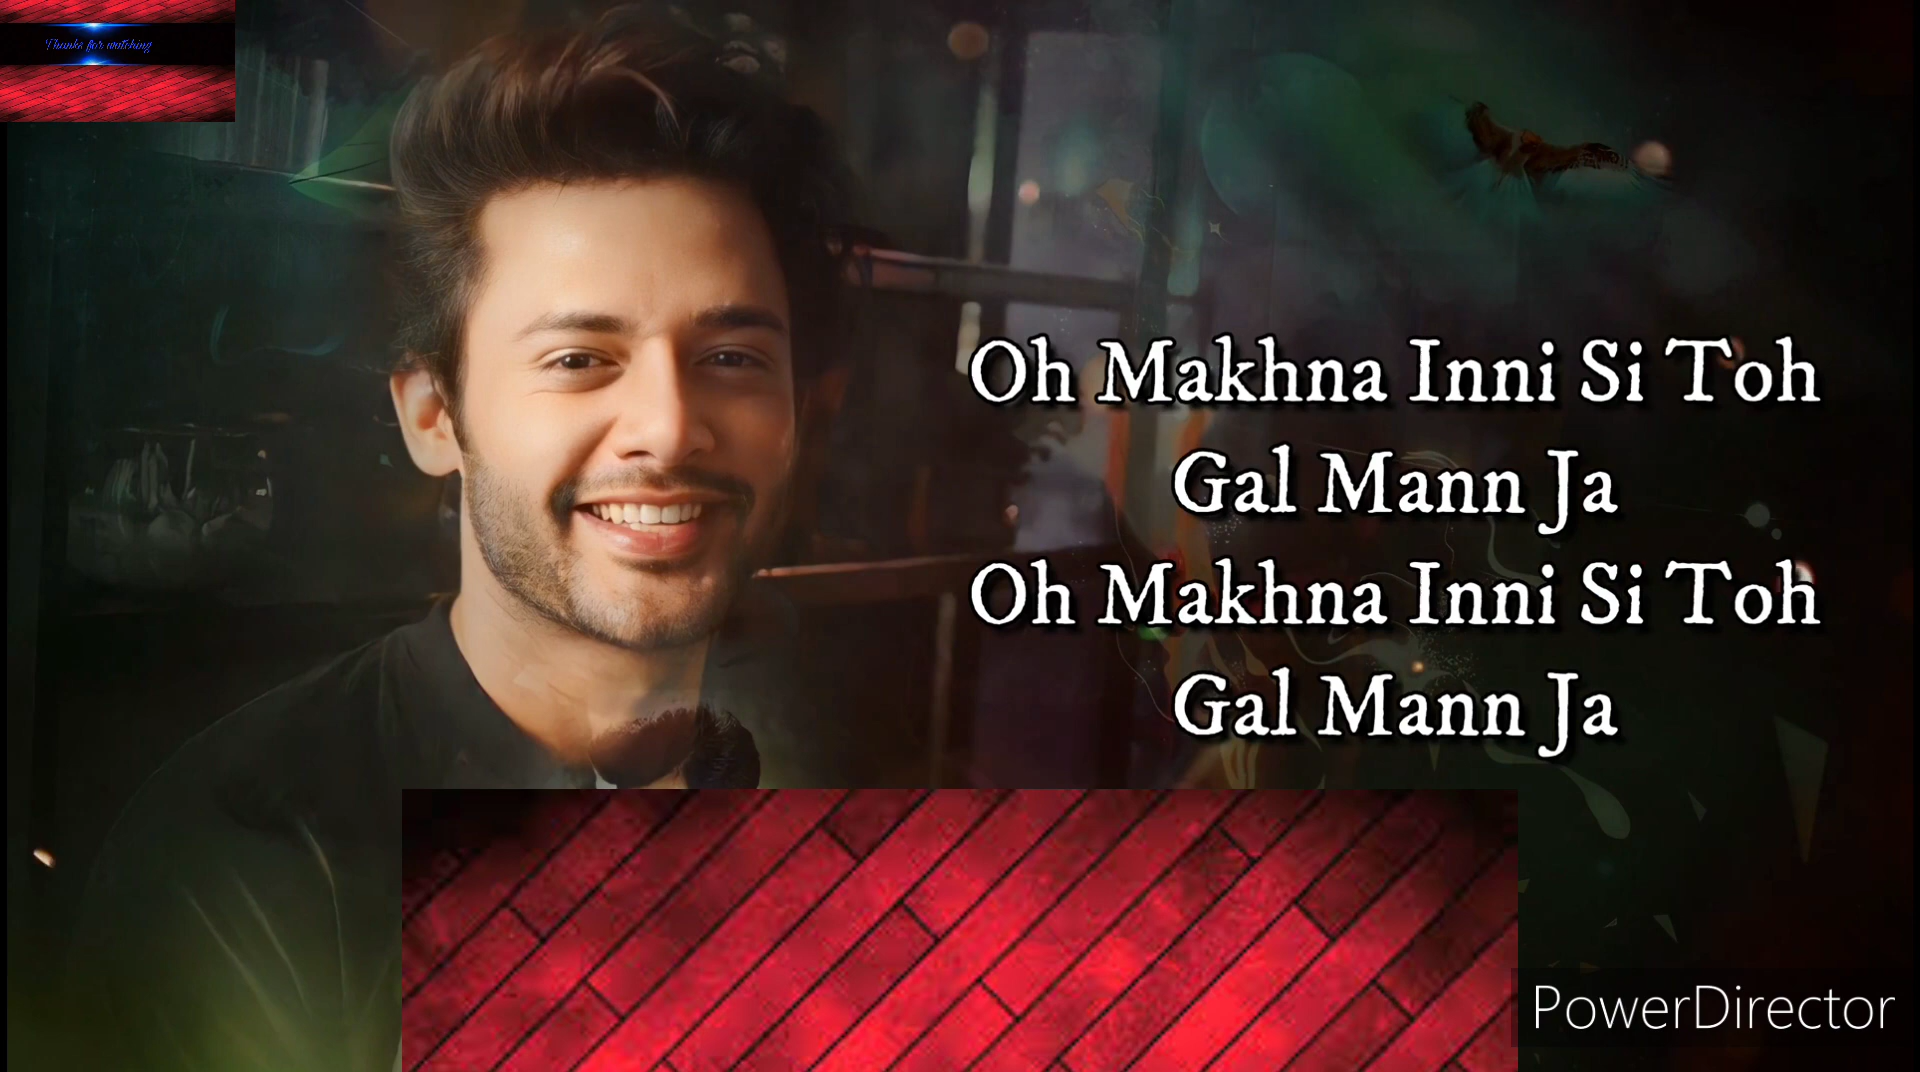 Thanks for watching
Oh Makhna Inni Si Toh
Gal Mann Ja
Oh Makhna Inni Si Toh
Gal Mann Ja
PowerDirector